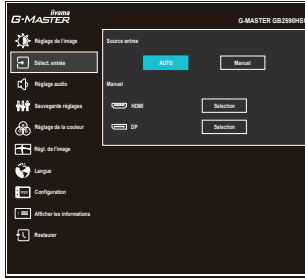 iiyama
G-MASTER
G-MASTER GB2590HS
Réglage de l'image
Sélect. entrée
Réglage audio
Sauvegarde réglages
Réglage de la couleur
Régl. de l'image
Langue
Configuration
Afficher les informations
Restaurer
Source entrée
AUTO
Manuel
Manuel
HDMI
Selection
DP
Selection